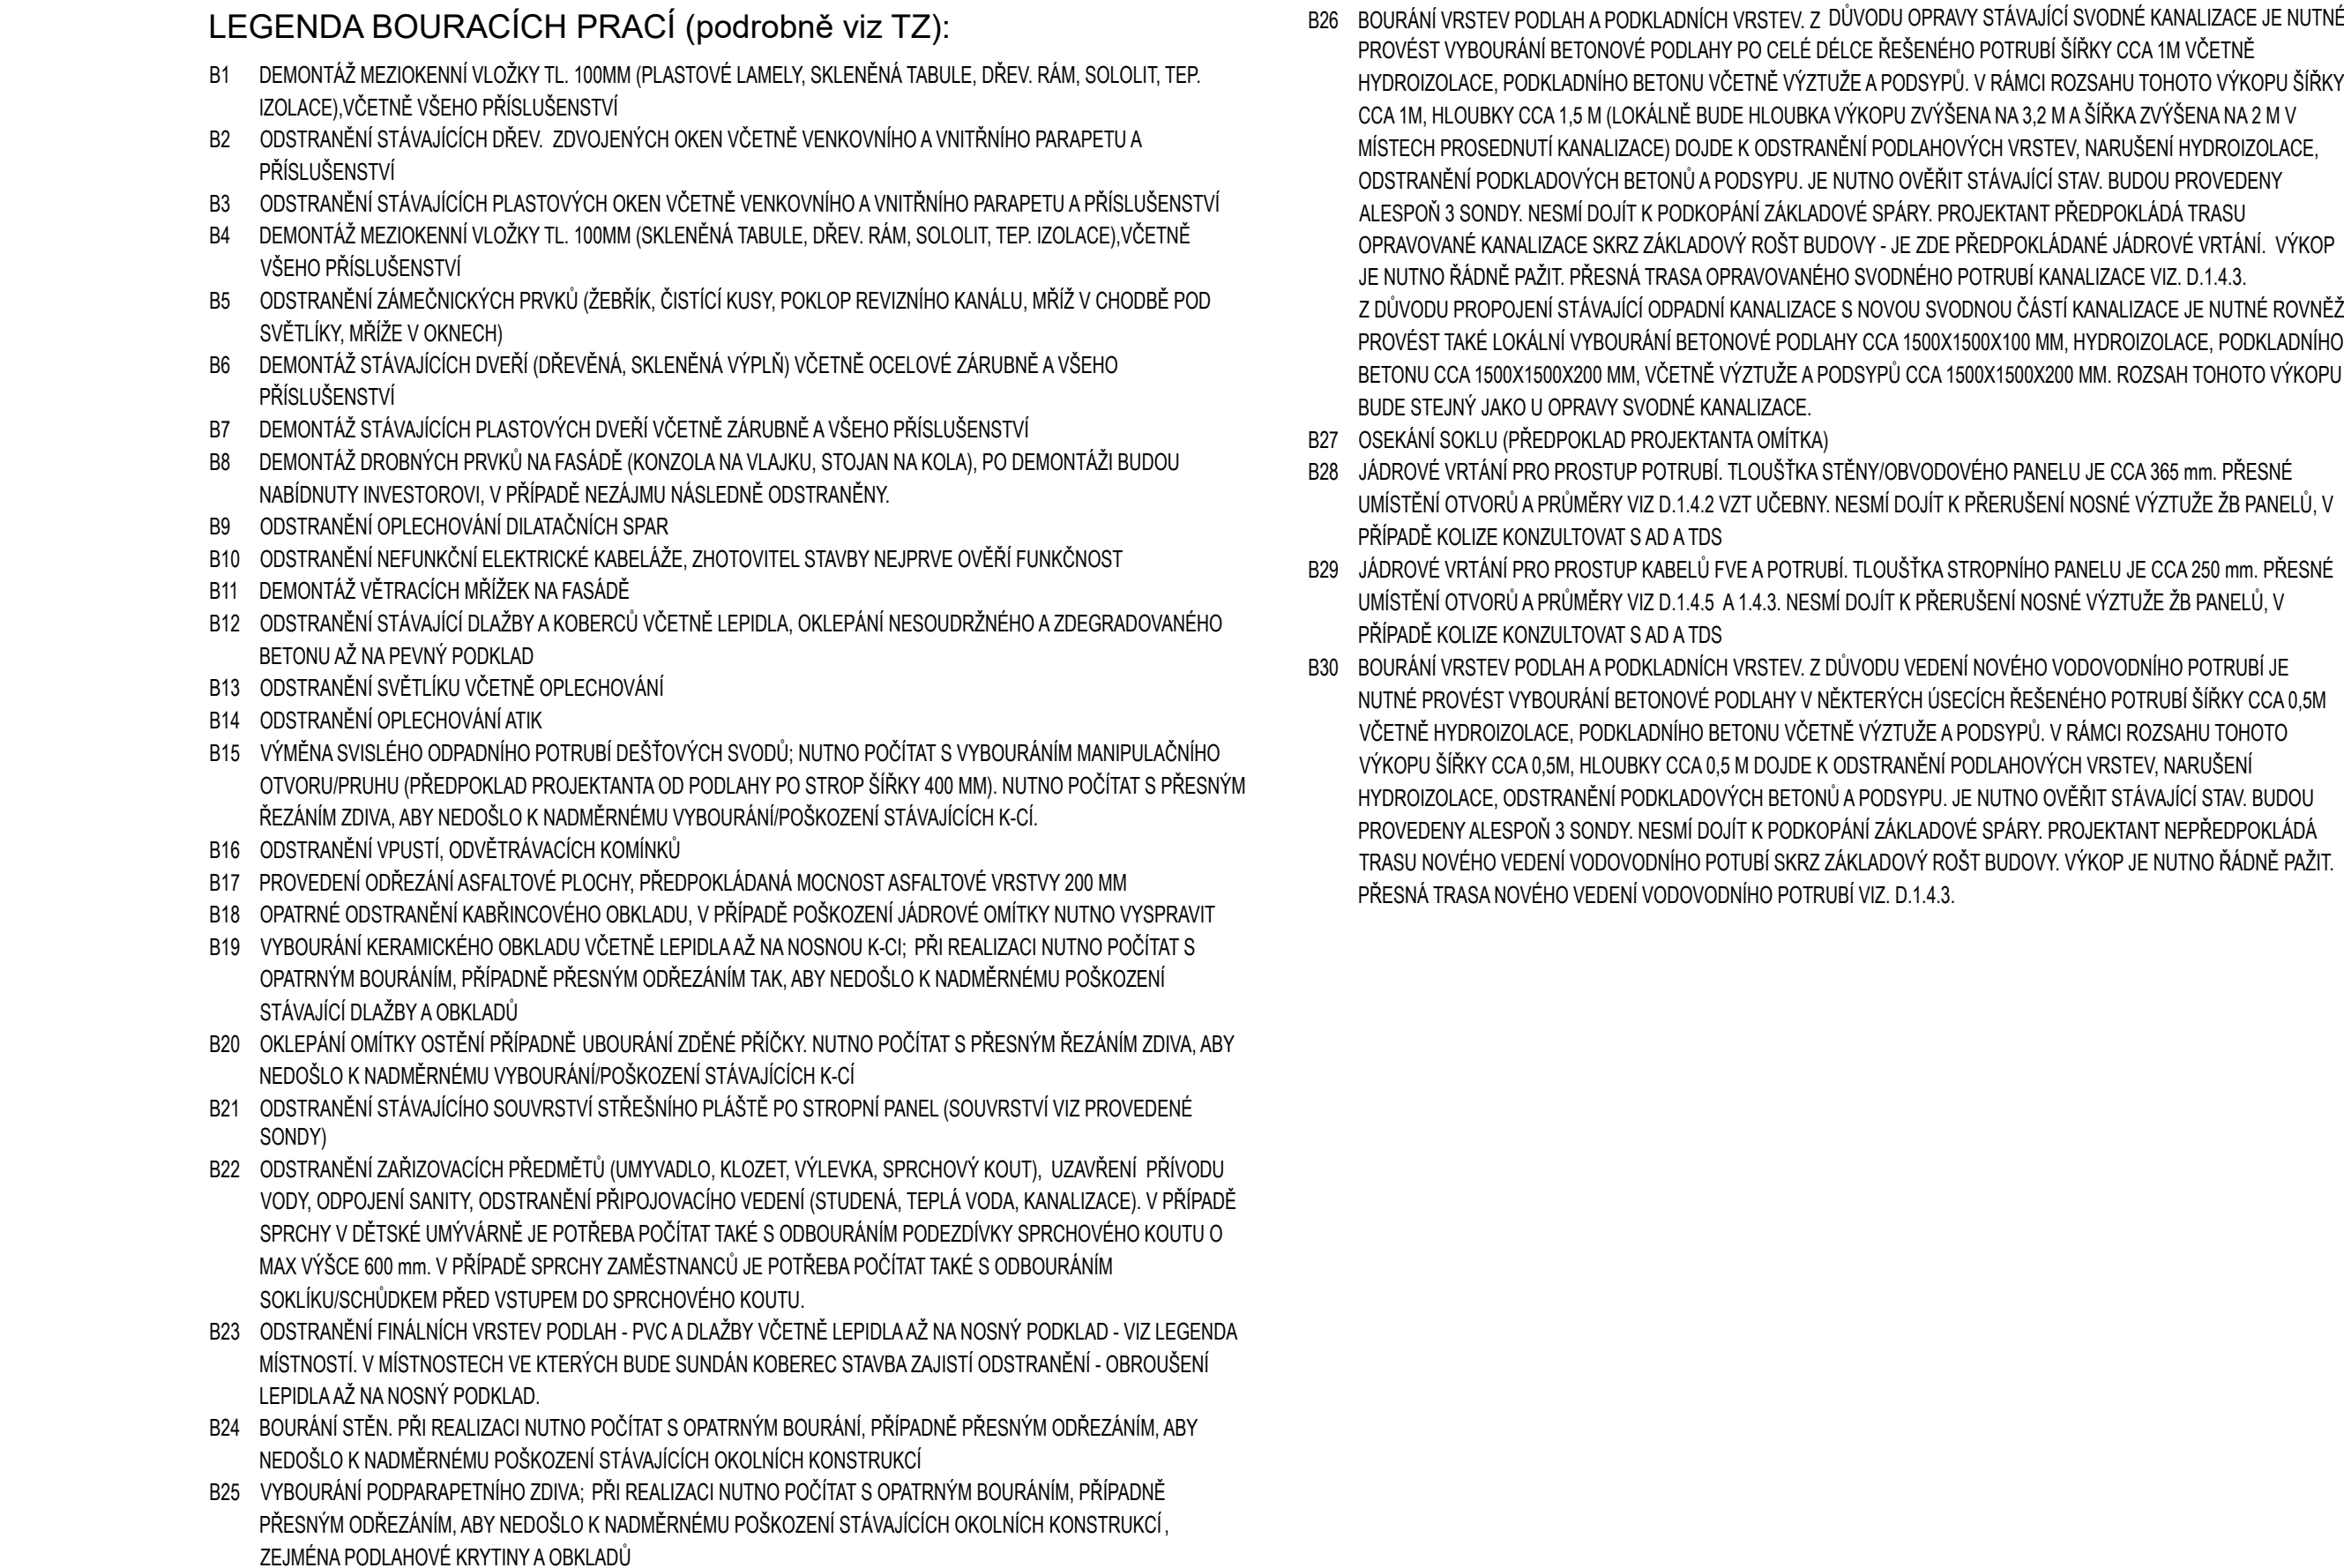 LEGENDA BOURACÍCH PRACÍ (podrobně viz TZ):
B1 DEMONTÁŽ MEZIOKENNÍ VLOŽKY TL. 100MM (PLASTOVÉ LAMELY, SKLENĚNÁ TABULE, DŘEV. RÁM, SOLOLIT, TEP.
IZOLACE),VČETNĚ VŠEHO PŘÍSLUŠENSTVÍ
B2 ODSTRANĚNÍ STÁVAJÍCÍCH DŘEV. ZDVOJENÝCH OKEN VČETNĚ VENKOVNÍHO A VNITŘNÍHO PARAPETU A
PŘÍSLUŠENSTVÍ
B3 ODSTRANĚNÍ STÁVAJÍCÍCH PLASTOVÝCH OKEN VČETNĚ VENKOVNÍHO A VNITŘNÍHO PARAPETU A PŘÍSLUŠENSTVÍ
B4 DEMONTÁŽ MEZIOKENNÍ VLOŽKY TL. 100MM (SKLENĚNÁ TABULE, DŘEV. RÁM, SOLOLIT, TEP. IZOLACE),VČETNĚ
VŠEHO PŘÍSLUŠENSTVÍ
B5 ODSTRANĚNÍ ZÁMEČNICKÝCH PRVKŮ (ŽEBŘÍK, ČISTÍCÍ KUSY, POKLOP REVIZNÍHO KANÁLU, MŘÍŽ V CHODBĚ POD
SVĚTLÍKY, MŘÍŽE V OKNECH)
B6 DEMONTÁŽ STÁVAJÍCÍCH DVEŘÍ (DŘEVĚNÁ, SKLENĚNÁ VÝPLŇ) VČETNĚ OCELOVÉ ZÁRUBNĚ A VŠEHO
PŘÍSLUŠENSTVÍ
B7 DEMONTÁŽ STÁVAJÍCÍCH PLASTOVÝCH DVEŘÍ VČETNĚ ZÁRUBNĚ A VŠEHO PŘÍSLUŠENSTVÍ
B8 DEMONTÁŽ DROBNÝCH PRVKŮ NA FASÁDĚ (KONZOLA NA VLAJKU, STOJAN NA KOLA), PO DEMONTÁŽI BUDOU
NABÍDNUTY INVESTOROVI, V PŘÍPADĚ NEZÁJMU NÁSLEDNĚ ODSTRANĚNY.
B9 ODSTRANĚNÍ OPLECHOVÁNÍ DILATAČNÍCH SPAR
B10 ODSTRANĚNÍ NEFUNKČNÍ ELEKTRICKÉ KABELÁŽE, ZHOTOVITEL STAVBY NEJPRVE OVĚŘÍ FUNKČNOST
B11 DEMONTÁŽ VĚTRACÍCH MŘÍŽEK NA FASÁDĚ
B12 ODSTRANĚNÍ STÁVAJÍCÍ DLAŽBY A KOBERCŮ VČETNĚ LEPIDLA, OKLEPÁNÍ NESOUDRŽNÉHO A ZDEGRADOVANÉHO
BETONU AŽ NA PEVNÝ PODKLAD
B13 ODSTRANĚNÍ SVĚTLÍKU VČETNĚ OPLECHOVÁNÍ
B14 ODSTRANĚNÍ OPLECHOVÁNÍ ATIK
B15 VÝMĚNA SVISLÉHO ODPADNÍHO POTRUBÍ DEŠŤOVÝCH SVODŮ; NUTNO POČÍTAT S VYBOURÁNÍM MANIPULAČNÍHO
OTVORU/PRUHU (PŘEDPOKLAD PROJEKTANTA OD PODLAHY PO STROP ŠÍŘKY 400 MM). NUTNO POČÍTAT S PŘESNÝM
ŘEZÁNÍM ZDIVA, ABY NEDOŠLO K NADMĚRNÉMU VYBOURÁNÍ/POŠKOZENÍ STÁVAJÍCÍCH K-CÍ.
B16 ODSTRANĚNÍ VPUSTÍ, ODVĚTRÁVACÍCH KOMÍNKŮ
B17 PROVEDENÍ ODŘEZÁNÍ ASFALTOVÉ PLOCHY, PŘEDPOKLÁDANÁ MOCNOST ASFALTOVÉ VRSTVY 200 MM
B18 OPATRNÉ ODSTRANĚNÍ KABŘINCOVÉHO OBKLADU, V PŘÍPADĚ POŠKOZENÍ JÁDROVÉ OMÍTKY NUTNO VYSPRAVIT
B19 VYBOURÁNÍ KERAMICKÉHO OBKLADU VČETNĚ LEPIDLA AŽ NA NOSNOU K-CI; PŘI REALIZACI NUTNO POČÍTAT S
OPATRNÝM BOURÁNÍM, PŘÍPADNĚ PŘESNÝM ODŘEZÁNÍM TAK, ABY NEDOŠLO K NADMĚRNÉMU POŠKOZENÍ
STÁVAJÍCÍ DLAŽBY A OBKLADŮ
B20 OKLEPÁNÍ OMÍTKY OSTĚNÍ PŘÍPADNĚ UBOURÁNÍ ZDĚNÉ PŘÍČKY. NUTNO POČÍTAT S PŘESNÝM ŘEZÁNÍM ZDIVA, ABY
NEDOŠLO K NADMĚRNÉMU VYBOURÁNÍ/POŠKOZENÍ STÁVAJÍCÍCH K-CÍ
B21 ODSTRANĚNÍ STÁVAJÍCÍHO SOUVRSTVÍ STŘEŠNÍHO PLÁŠTĚ PO STROPNÍ PANEL (SOUVRSTVÍ VIZ PROVEDENÉ
SONDY)
B22 ODSTRANĚNÍ ZAŘIZOVACÍCH PŘEDMĚTŮ (UMYVADLO, KLOZET, VÝLEVKA, SPRCHOVÝ KOUT), UZAVŘENÍ PŘÍVODU
VODY, ODPOJENÍ SANITY, ODSTRANĚNÍ PŘIPOJOVACÍHO VEDENÍ (STUDENÁ, TEPLÁ VODA, KANALIZACE). V PŘÍPADĚ
SPRCHY V DĚTSKÉ UMÝVÁRNĚ JE POTŘEBA POČÍTAT TAKÉ S ODBOURÁNÍM PODEZDÍVKY SPRCHOVÉHO KOUTU O
MAX VÝŠCE 600 mm. V PŘÍPADĚ SPRCHY ZAMĚSTNANCŮ JE POTŘEBA POČÍTAT TAKÉ S ODBOURÁNÍM
SOKLÍKU/SCHŮDKEM PŘED VSTUPEM DO SPRCHOVÉHO KOUTU.
B23 ODSTRANĚNÍ FINÁLNÍCH VRSTEV PODLAH - PVC A DLAŽBY VČETNĚ LEPIDLA AŽ NA NOSNÝ PODKLAD - VIZ LEGENDA
MÍSTNOSTÍ. V MÍSTNOSTECH VE KTERÝCH BUDE SUNDÁN KOBEREC STAVBA ZAJISTÍ ODSTRANĚNÍ - OBROUŠENÍ
LEPIDLA AŽ NA NOSNÝ PODKLAD.
B24 BOURÁNÍ STĚN. PŘI REALIZACI NUTNO POČÍTAT S OPATRNÝM BOURÁNÍ, PŘÍPADNĚ PŘESNÝM ODŘEZÁNÍM, ABY
NEDOŠLO K NADMĚRNÉMU POŠKOZENÍ STÁVAJÍCÍCH OKOLNÍCH KONSTRUKCÍ
B25 VYBOURÁNÍ PODPARAPETNÍHO ZDIVA; PŘI REALIZACI NUTNO POČÍTAT S OPATRNÝM BOURÁNÍM, PŘÍPADNĚ
PŘESNÝM ODŘEZÁNÍM, ABY NEDOŠLO K NADMĚRNÉMU POŠKOZENÍ STÁVAJÍCÍCH OKOLNÍCH KONSTRUKCÍ ,
ZEJMÉNA PODLAHOVÉ KRYTINY A OBKLADŮ
B26 BOURÁNÍ VRSTEV PODLAH A PODKLADNÍCH VRSTEV. Z DŮVODU OPRAVY STÁVAJÍCÍ SVODNÉ KANALIZACE JE NUTNÉ
PROVÉST VYBOURÁNÍ BETONOVÉ PODLAHY PO CELÉ DÉLCE ŘEŠENÉHO POTRUBÍ ŠÍŘKY CCA 1M VČETNĚ
HYDROIZOLACE, PODKLADNÍHO BETONU VČETNĚ VÝZTUŽE A PODSYPŮ. V RÁMCI ROZSAHU TOHOTO VÝKOPU ŠÍŘKY
CCA 1M, HLOUBKY CCA 1,5 M (LOKÁLNĚ BUDE HLOUBKA VÝKOPU ZVÝŠENA NA 3,2 M A ŠÍŘKA ZVÝŠENA NA 2 M V
MÍSTECH PROSEDNUTÍ KANALIZACE) DOJDE K ODSTRANĚNÍ PODLAHOVÝCH VRSTEV, NARUŠENÍ HYDROIZOLACE,
ODSTRANĚNÍ PODKLADOVÝCH BETONŮ A PODSYPU. JE NUTNO OVĚŘIT STÁVAJÍCÍ STAV. BUDOU PROVEDENY
ALESPOŇ 3 SONDY. NESMÍ DOJÍT K PODKOPÁNÍ ZÁKLADOVÉ SPÁRY. PROJEKTANT PŘEDPOKLÁDÁ TRASU
OPRAVOVANÉ KANALIZACE SKRZ ZÁKLADOVÝ ROŠT BUDOVY - JE ZDE PŘEDPOKLÁDANÉ JÁDROVÉ VRTÁNÍ. VÝKOP
JE NUTNO ŘÁDNĚ PAŽIT. PŘESNÁ TRASA OPRAVOVANÉHO SVODNÉHO POTRUBÍ KANALIZACE VIZ. D.1.4.3.
Z DŮVODU PROPOJENÍ STÁVAJÍCÍ ODPADNÍ KANALIZACE S NOVOU SVODNOU ČÁSTÍ KANALIZACE JE NUTNÉ ROVNĚŽ
PROVÉST TAKÉ LOKÁLNÍ VYBOURÁNÍ BETONOVÉ PODLAHY CCA 1500X1500X100 MM, HYDROIZOLACE, PODKLADNÍHO
BETONU CCA 1500X1500X200 MM, VČETNĚ VÝZTUŽE A PODSYPŮ CCA 1500X1500X200 MM. ROZSAH TOHOTO VÝKOPU
BUDE STEJNÝ JAKO U OPRAVY SVODNÉ KANALIZACE.
B27 OSEKÁNÍ SOKLU (PŘEDPOKLAD PROJEKTANTA OMÍTKA)
B28 JÁDROVÉ VRTÁNÍ PRO PROSTUP POTRUBÍ. TLOUŠŤKA STĚNY/OBVODOVÉHO PANELU JE CCA 365 mm. PŘESNÉ
UMÍSTĚNÍ OTVORŮ A PRŮMĚRY VIZ D.1.4.2 VZT UČEBNY. NESMÍ DOJÍT K PŘERUŠENÍ NOSNÉ VÝZTUŽE ŽB PANELŮ, V
PŘÍPADĚ KOLIZE KONZULTOVAT S AD A TDS
B29 JÁDROVÉ VRTÁNÍ PRO PROSTUP KABELŮ FVE A POTRUBÍ. TLOUŠŤKA STROPNÍHO PANELU JE CCA 250 mm. PŘESNÉ
UMÍSTĚNÍ OTVORŮ A PRŮMĚRY VIZ D.1.4.5 A 1.4.3. NESMÍ DOJÍT K PŘERUŠENÍ NOSNÉ VÝZTUŽE ŽB PANELŮ, V
PŘÍPADĚ KOLIZE KONZULTOVAT S AD A TDS
B30 BOURÁNÍ VRSTEV PODLAH A PODKLADNÍCH VRSTEV. Z DŮVODU VEDENÍ NOVÉHO VODOVODNÍHO POTRUBÍ JE
NUTNÉ PROVÉST VYBOURÁNÍ BETONOVÉ PODLAHY V NĚKTERÝCH ÚSECÍCH ŘEŠENÉHO POTRUBÍ ŠÍŘKY CCA 0,5M
VČETNĚ HYDROIZOLACE, PODKLADNÍHO BETONU VČETNĚ VÝZTUŽE A PODSYPŮ. V RÁMCI ROZSAHU TOHOTO
VÝKOPU ŠÍŘKY CCA 0,5M, HLOUBKY CCA 0,5 M DOJDE K ODSTRANĚNÍ PODLAHOVÝCH VRSTEV, NARUŠENÍ
HYDROIZOLACE, ODSTRANĚNÍ PODKLADOVÝCH BETONŮ A PODSYPU. JE NUTNO OVĚŘIT STÁVAJÍCÍ STAV. BUDOU
PROVEDENY ALESPOŇ 3 SONDY. NESMÍ DOJÍT K PODKOPÁNÍ ZÁKLADOVÉ SPÁRY. PROJEKTANT NEPŘEDPOKLÁDÁ
TRASU NOVÉHO VEDENÍ VODOVODNÍHO POTUBÍ SKRZ ZÁKLADOVÝ ROŠT BUDOVY. VÝKOP JE NUTNO ŘÁDNĚ PAŽIT.
PŘESNÁ TRASA NOVÉHO VEDENÍ VODOVODNÍHO POTRUBÍ VIZ. D.1.4.3.